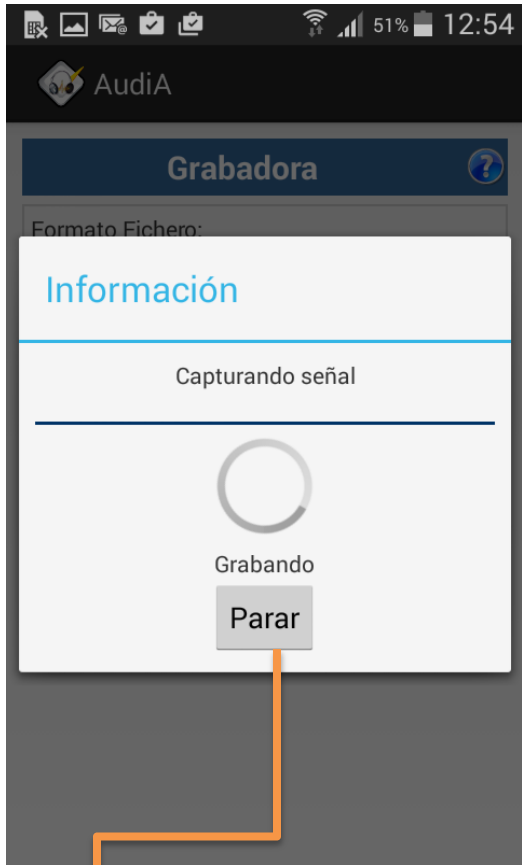 51% 12:54
AudiA
Grabadora ?
Formato Fichero:
Información
Capturando señal
Grabando
Parar